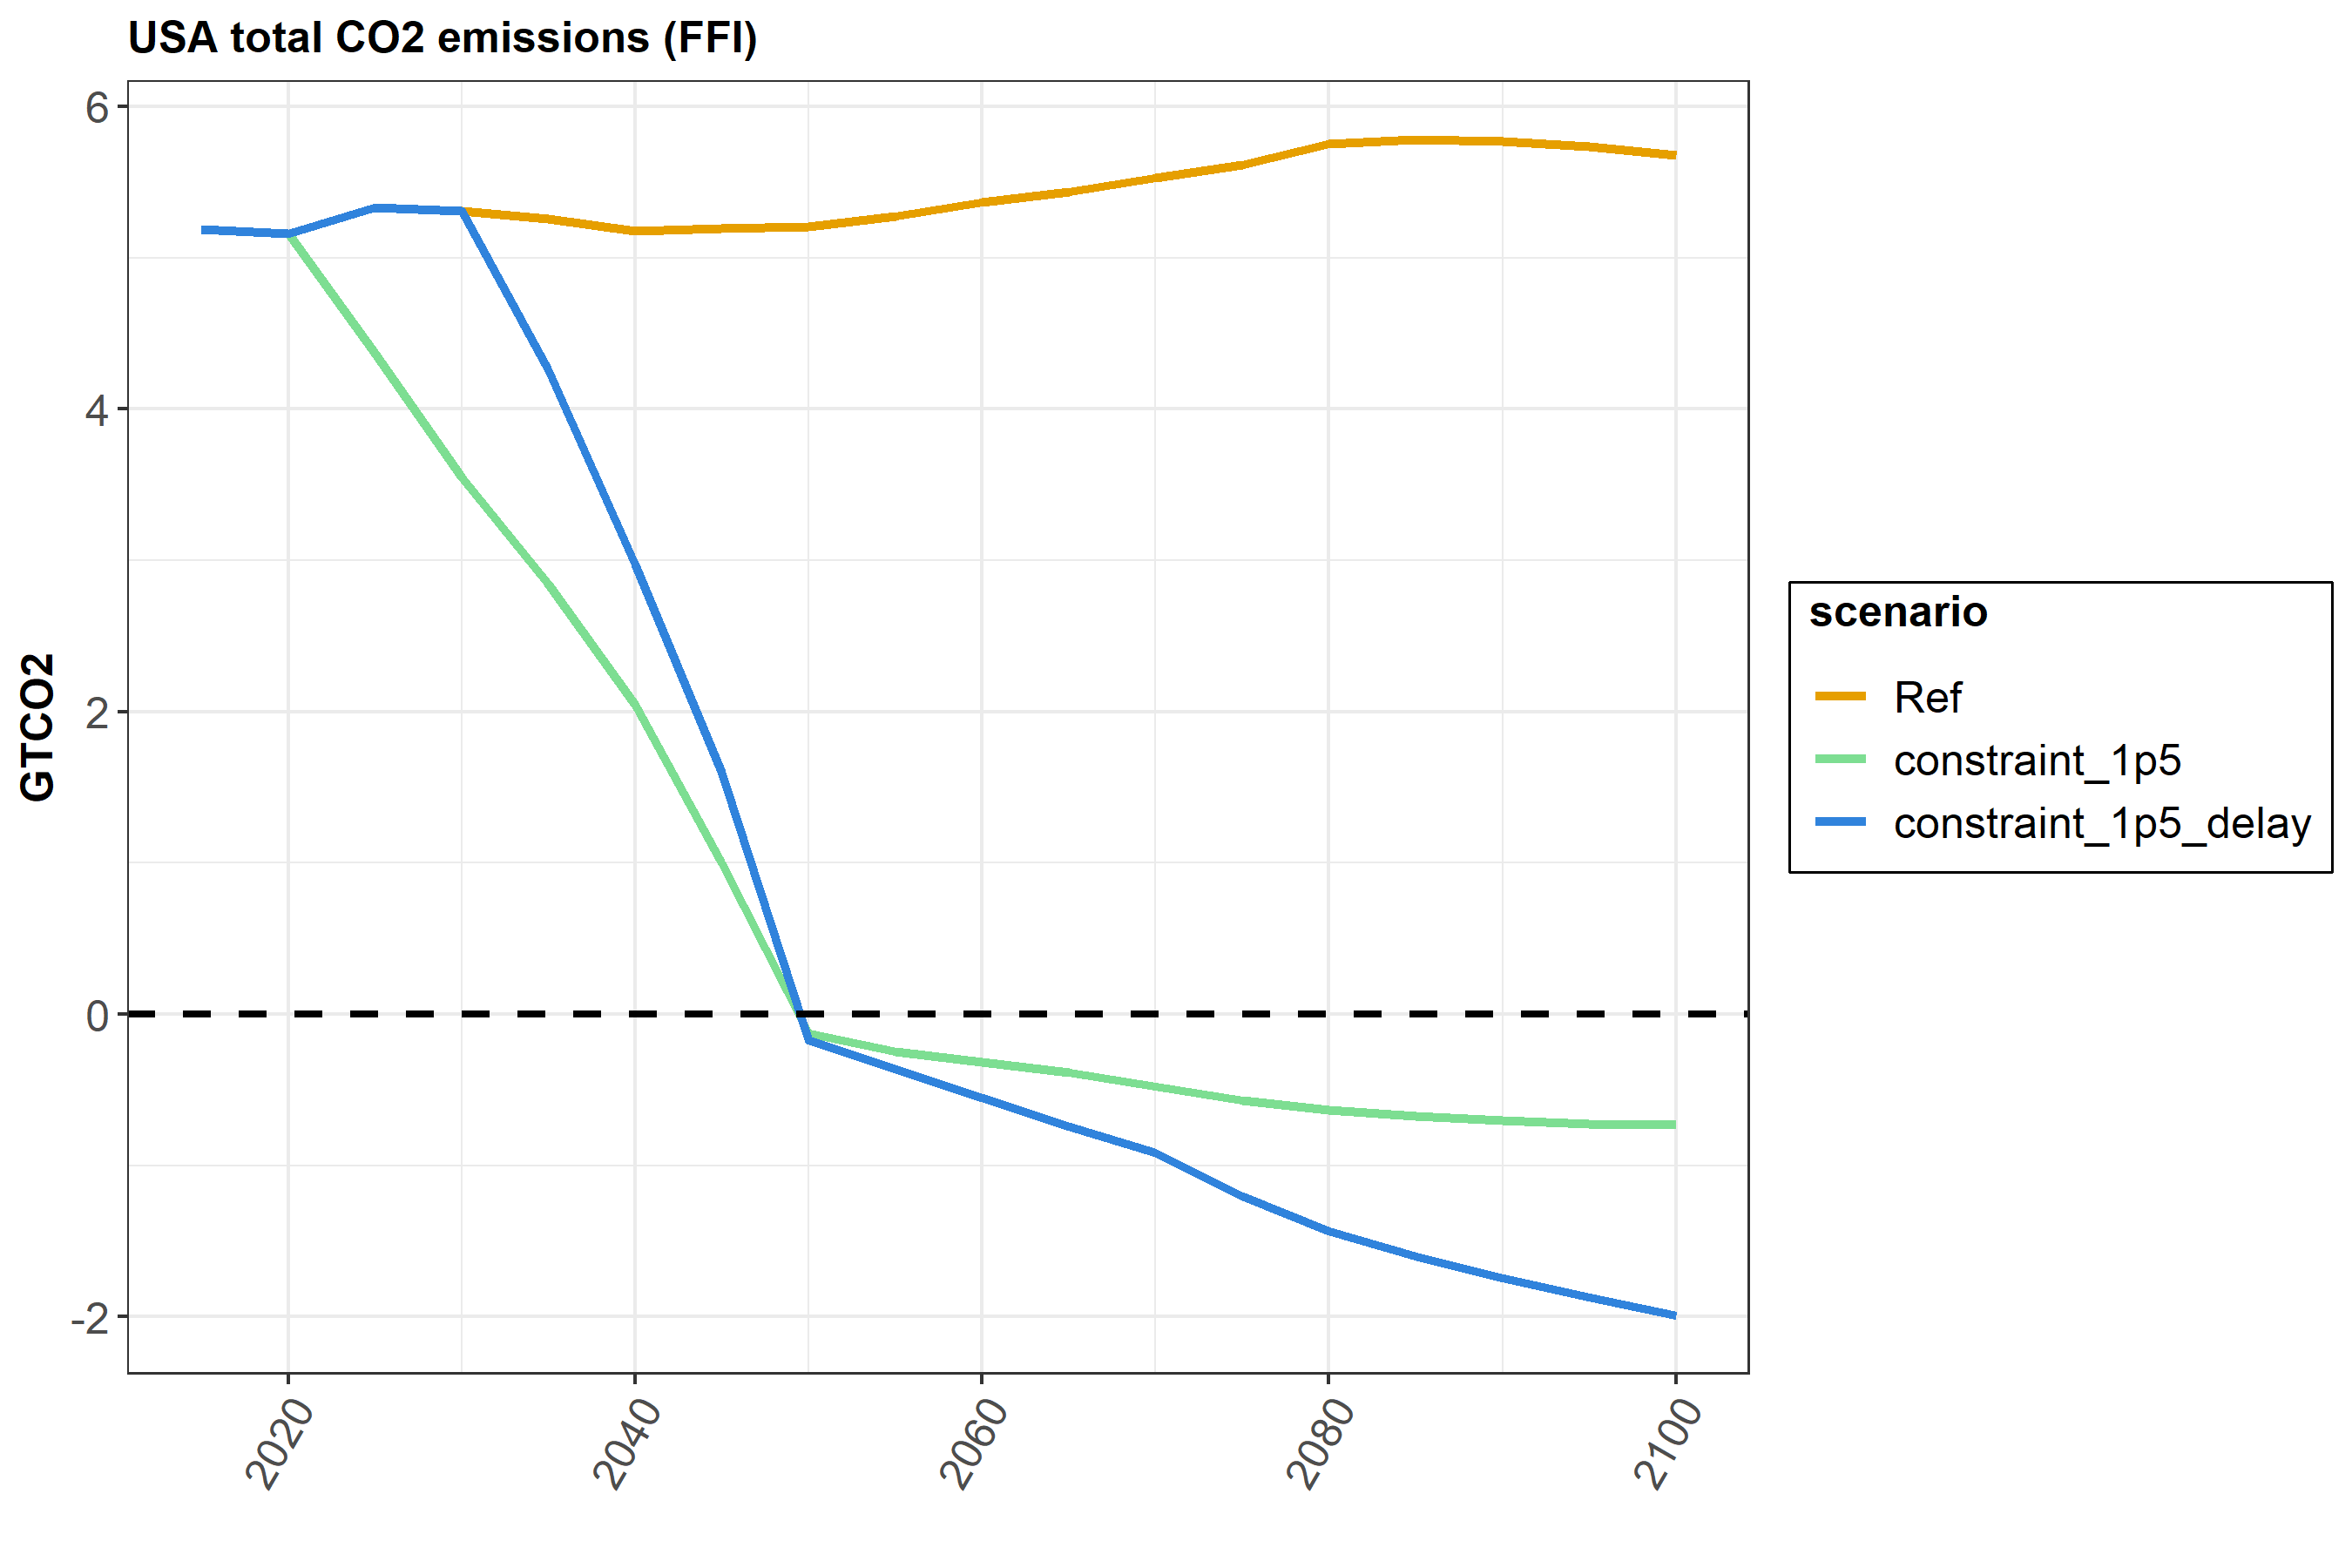 USA total CO2 emissions (FFI)
GTCO2
6
4
2
0
-2
2020
2040
2060
2080
2100
scenario
Ref
constraint_1p5
constraint_1p5_delay